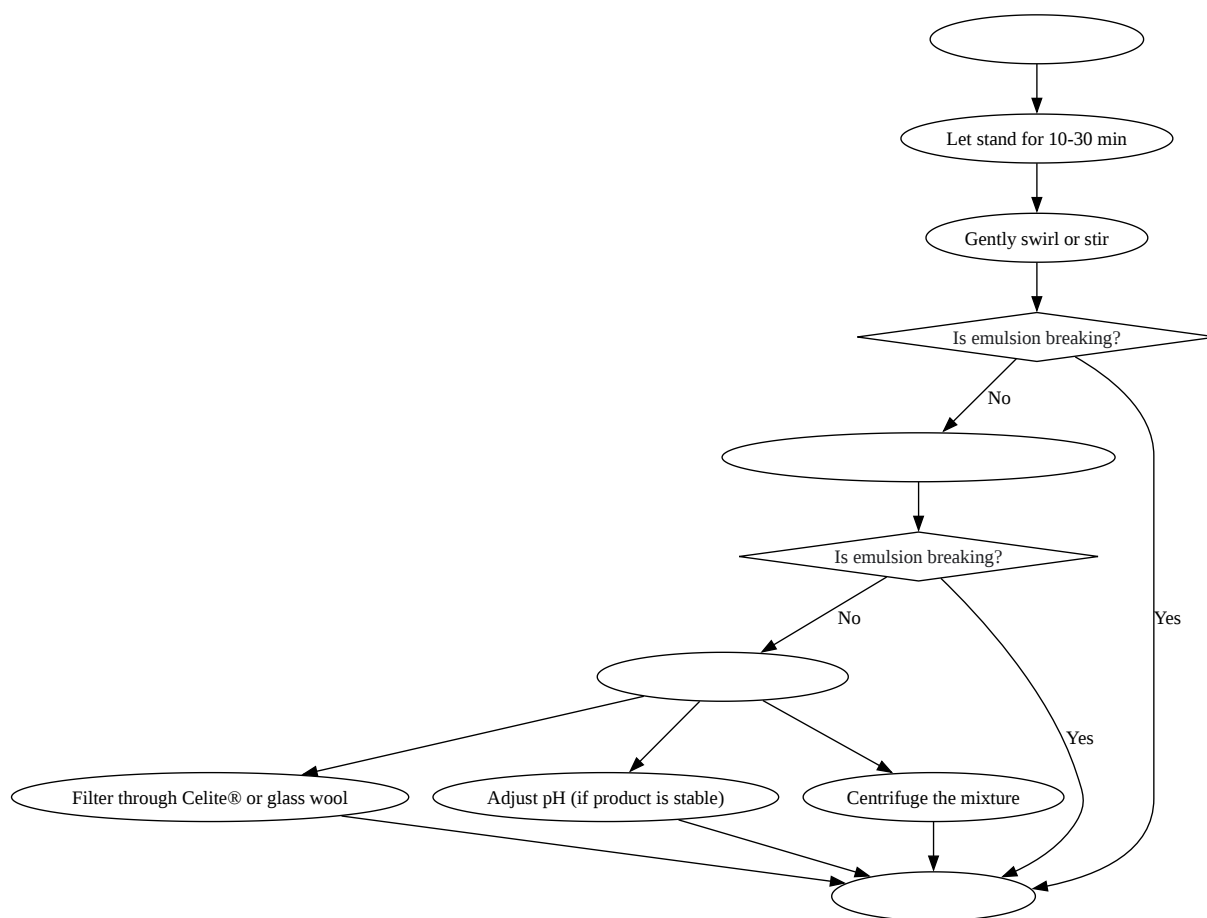 Let stand for 10-30 min
Gently swirl or stir
Is emulsion breaking?
No
Is emulsion breaking?
No
Yes
Yes
Filter through Celite® or glass wool
Adjust pH (if product is stable)
Centrifuge the mixture